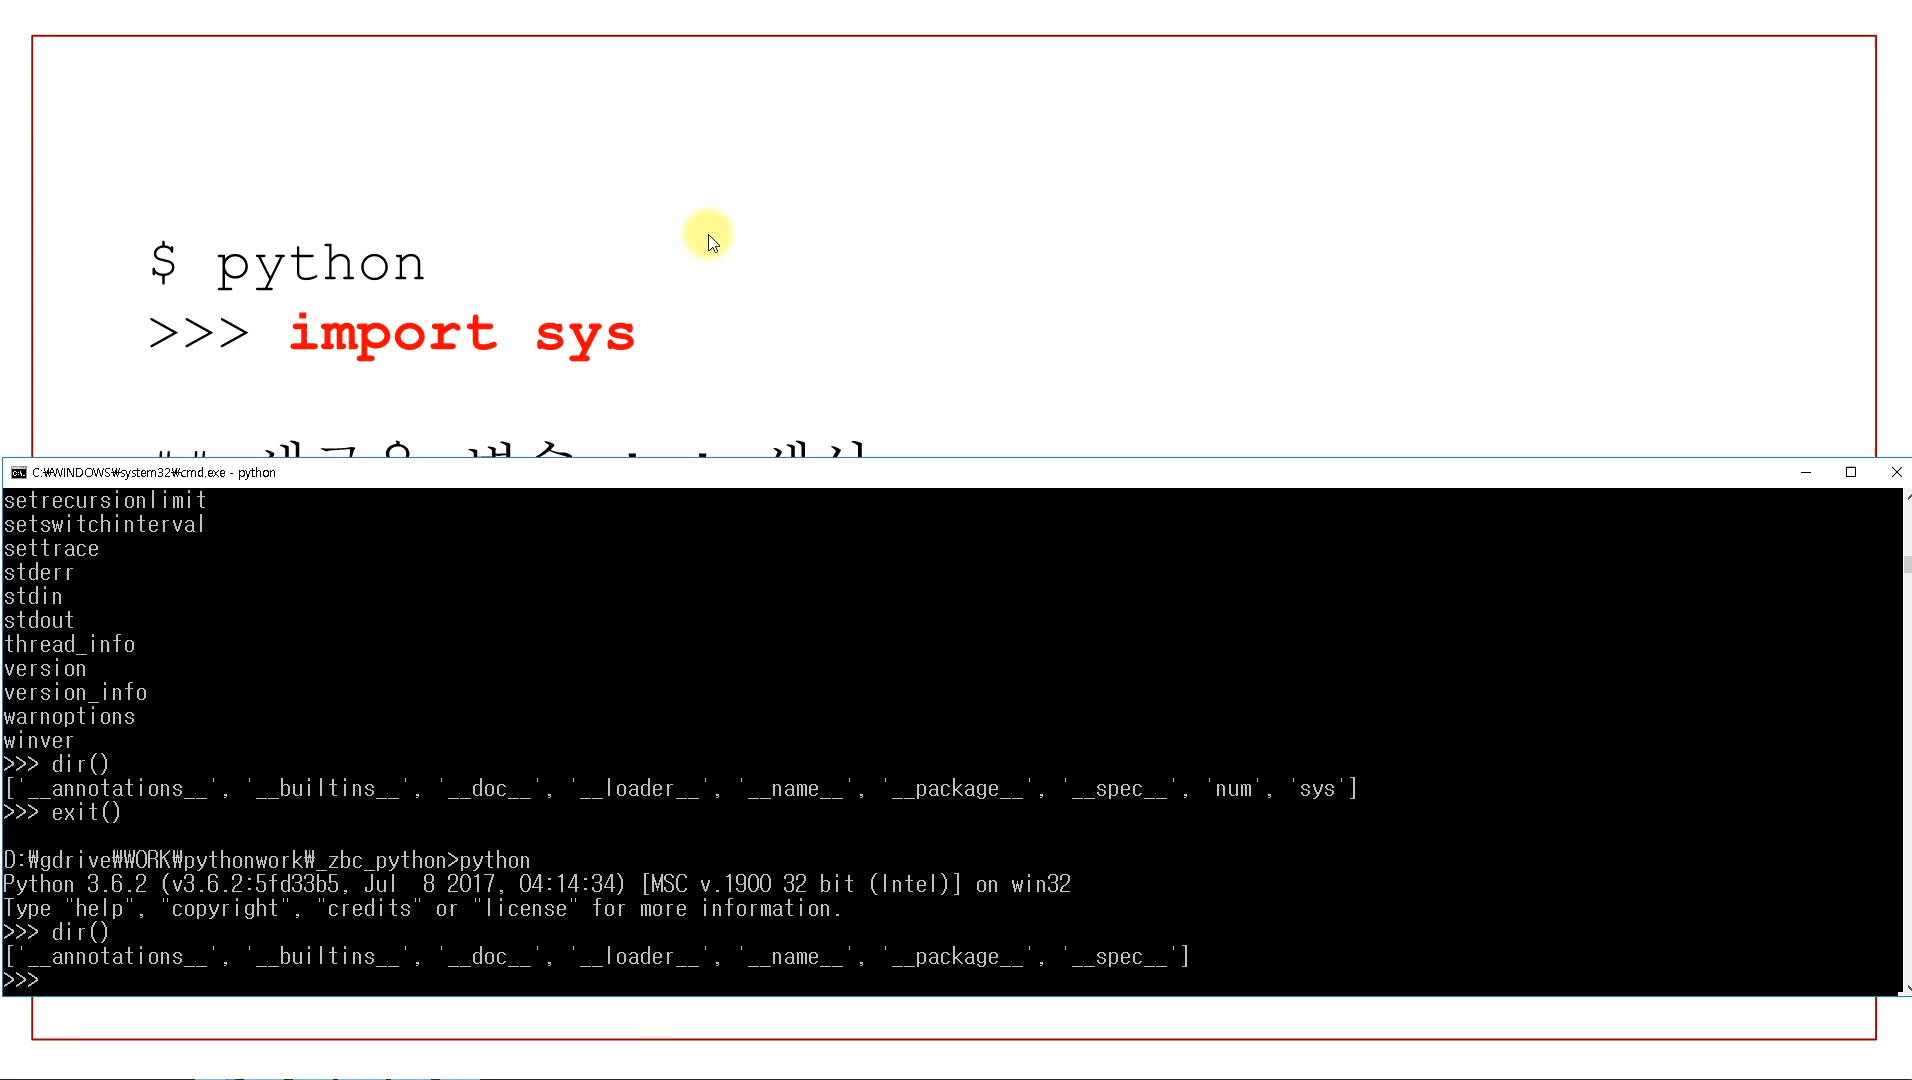 $ python
>>> import sys
C:₩WINDOWS₩system32₩cmd.exe - python
setrecursionlimit
setswitchinterval
settrace
stderr
stdin
stdout
thread_info
version
version_info
warnoptions
winver
>>> dir()
['__annotations__', '__builtins__', '__doc__', '__loader__', '__name__', '__package__', '__spec__', 'num', 'sys']
>>> exit()
D:₩gdrive₩WORK₩pythonwork₩_zbc_python>python
Python 3.6.2 (v3.6.2:5fd33b5, Jul  8 2017, 04:14:34) [MSC v.1900 32 bit (Intel)] on win32
Type "help", "copyright", "credits" or "license" for more information.
>>> dir()
['__annotations__', '__builtins__', '__doc__', '__loader__', '__name__', '__package__', '__spec__']
>>>